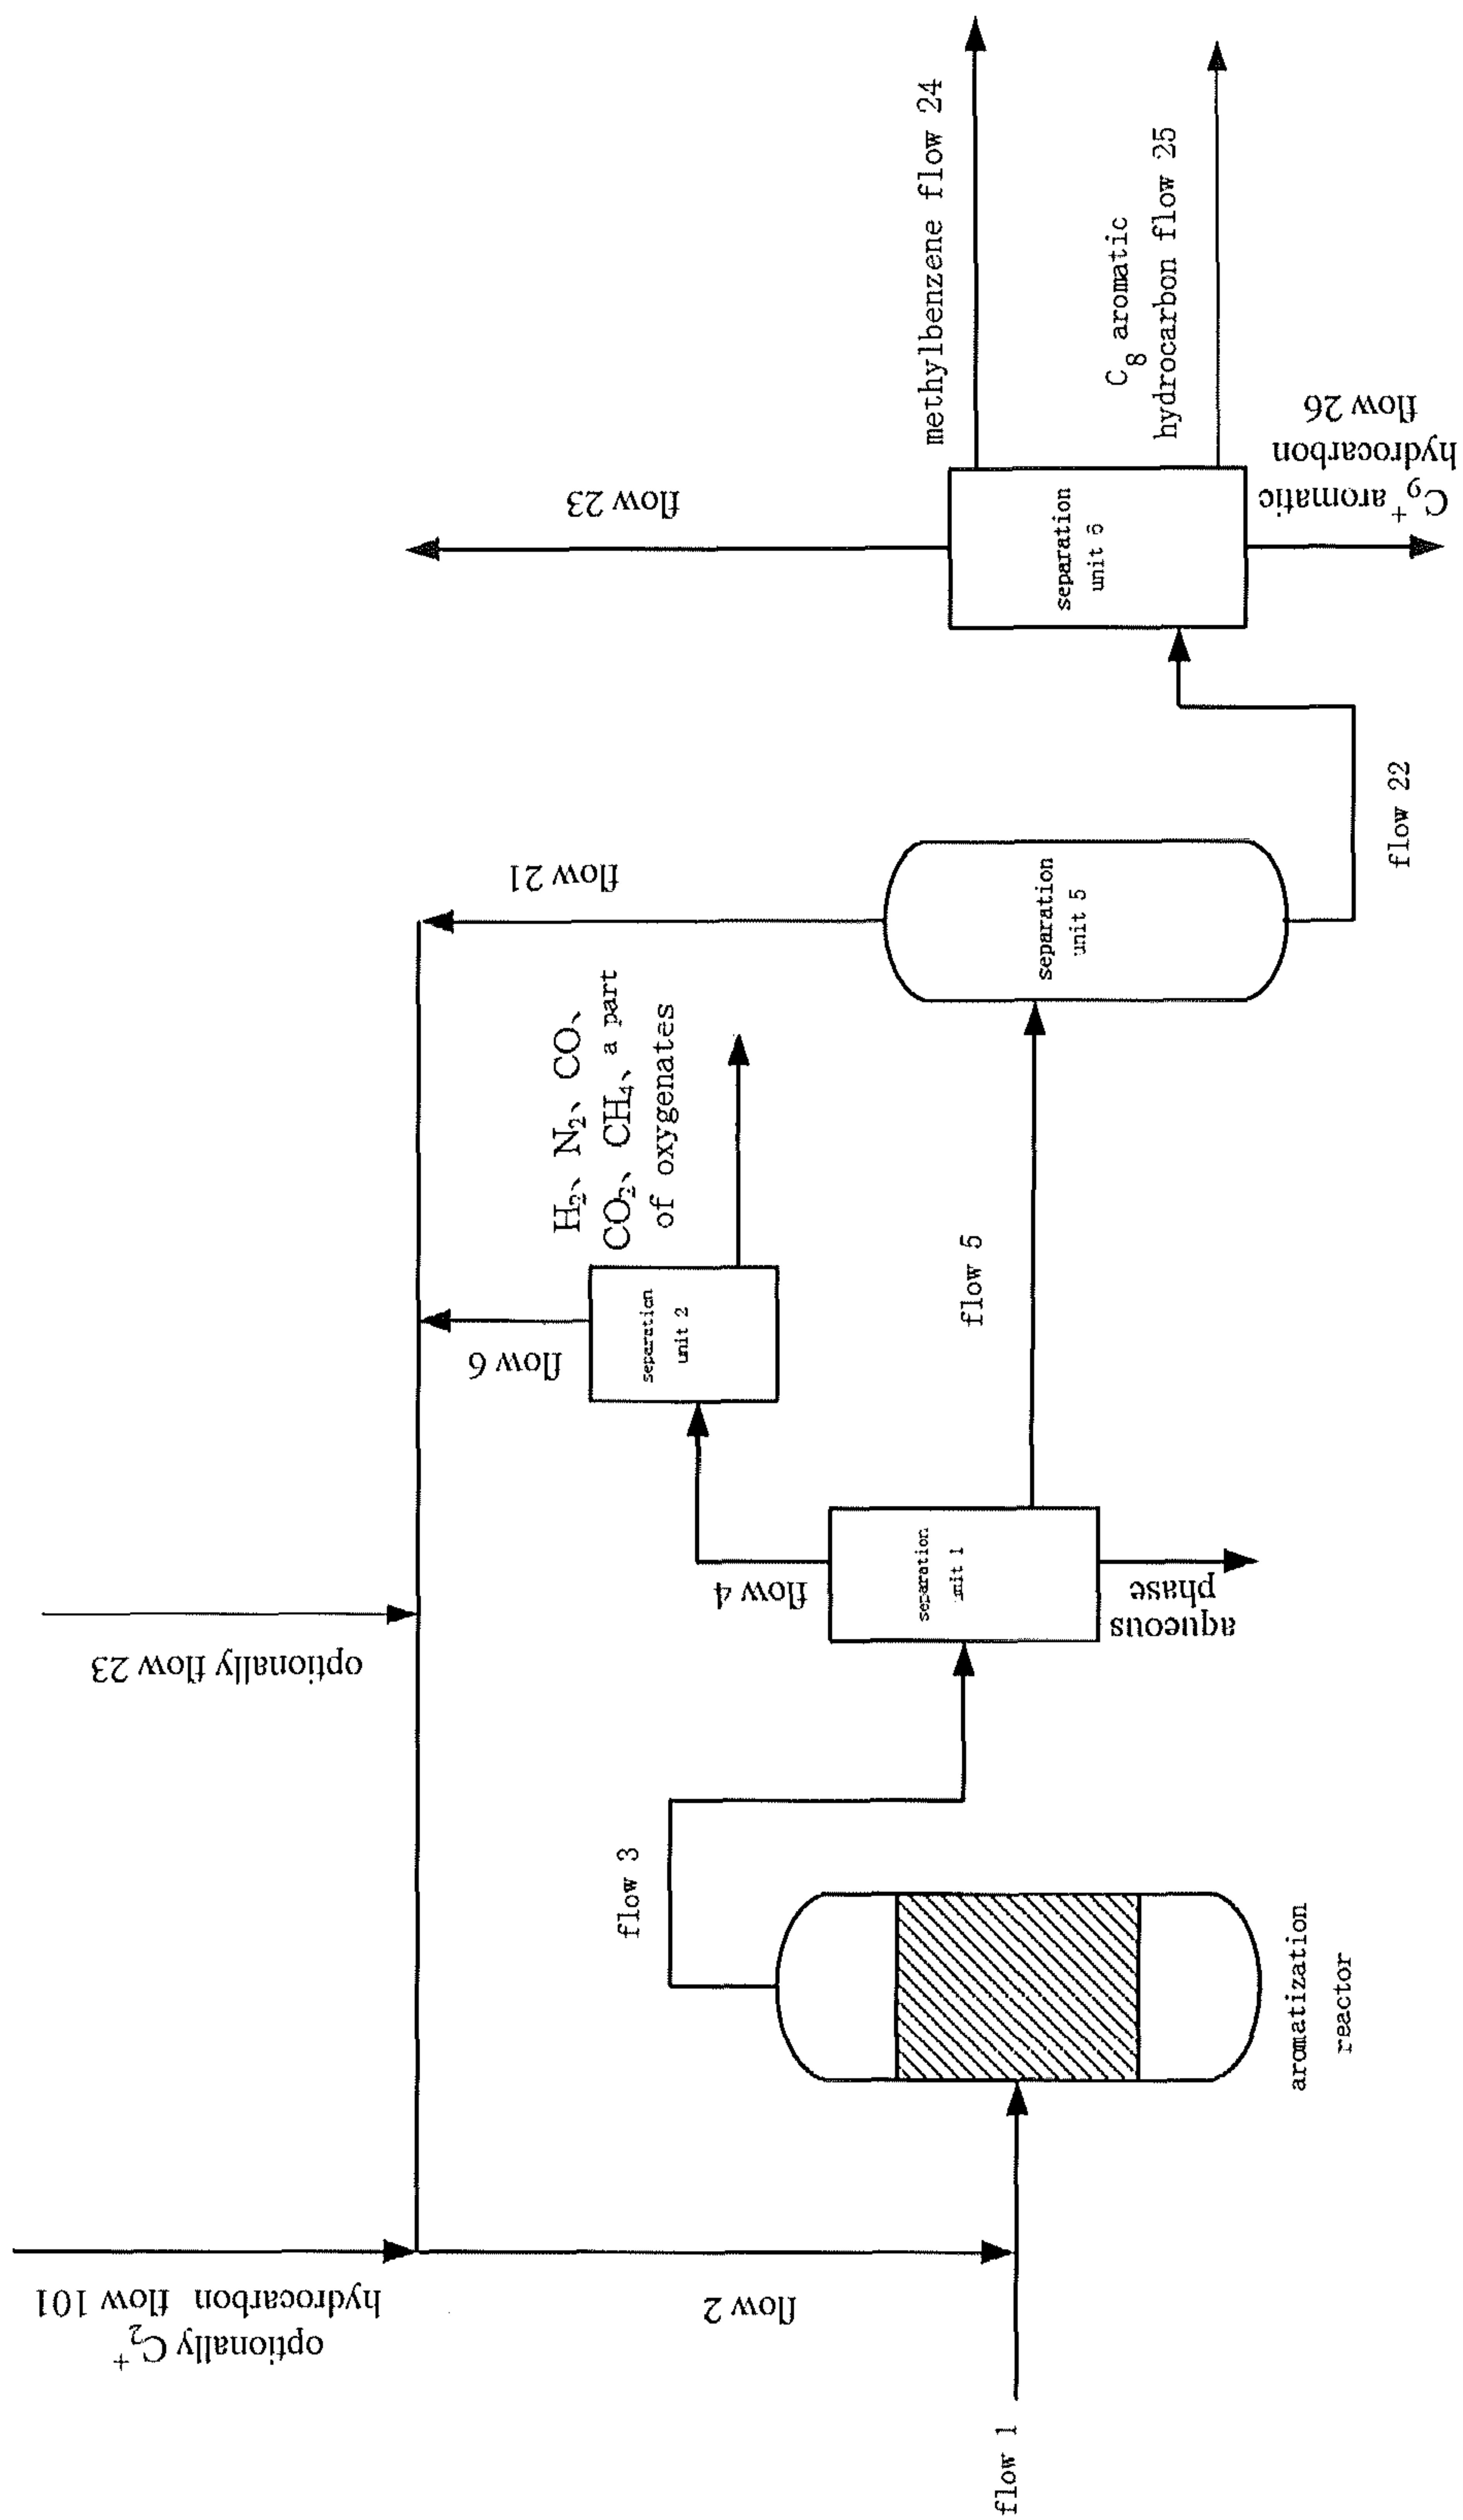 optionally C₂⁺
hydrocarbon flow 101
flow 2
flow 1
aromatization
reactor
flow 3
optionally flow 23
flow 4
separation
unit 1
aqueous
phase
flow 6
separation
unit 2
H₂、N₂、CO、
CO₂、CH₄、a part
of oxygenates
flow 5
flow 21
separation
unit 5
flow 22
flow 23
separation
unit 6
methylbenzene flow 24
C₈ aromatic
hydrocarbon flow 25
C₉⁺ aromatic
hydrocarbon
flow 26